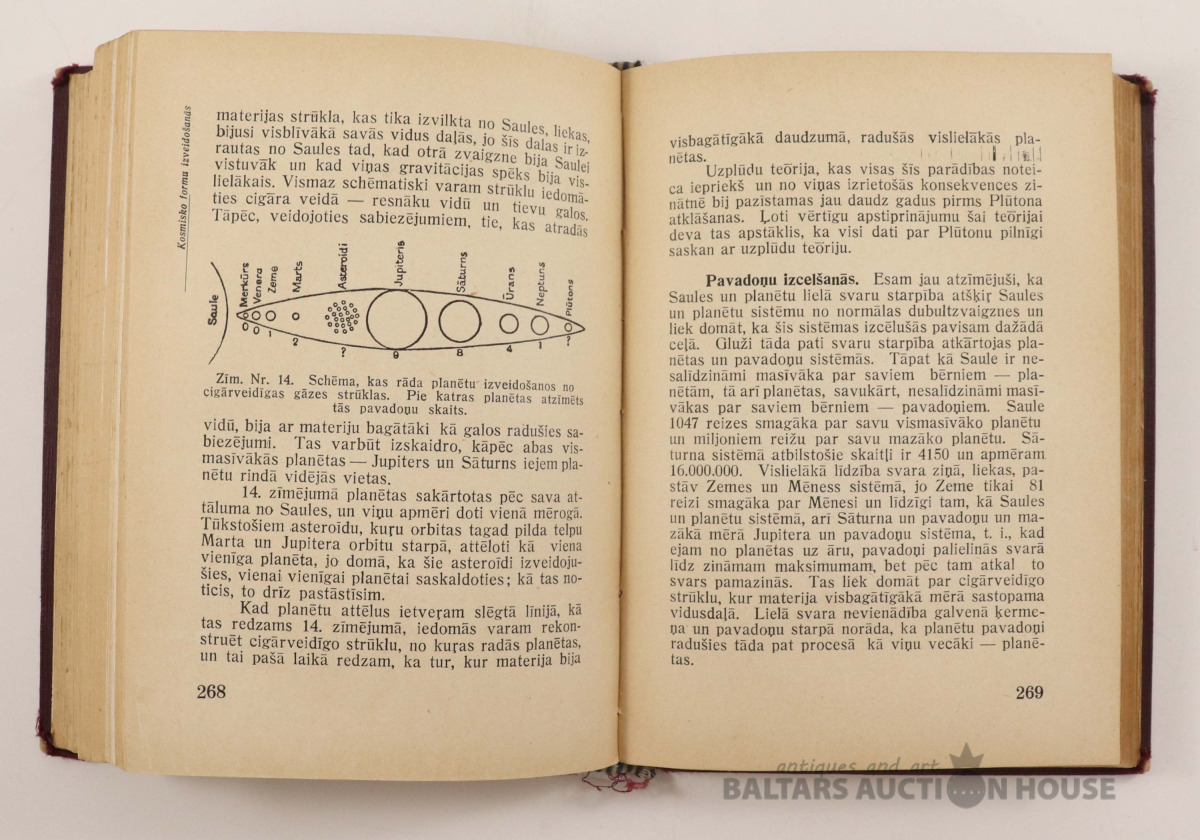 Kosmisko formu izveidošanās
materijas strūkla, kas tika izvilkta no Saules, liekas,
bijusi visblīvākā savās vidus daļās, jo šīs daļas ir iz-
rautas no Saules tad, kad otrā zvaigzne bija Saulei
vistuvāk un kad viņas gravitācijas spēks bija vis-
lielākais. Vismaz schēmatiski varam strūklu iedomā-
ties cigāra veidā — resnāku vidū un tievu galos.
Tāpēc, veidojoties sabiezējumiem, tie, kas atradās
Saule
Merkūrs
Venera
Zeme
Marts
Asteroīdi
Jupiteris
Sāturns
Ūrans
Neptuns
Plūtons
1 2 ? 9 8 4 1 ?
Zīm. Nr. 14. Schēma, kas rāda planētu izveidošanos no
cigārveidīgas gāzes strūklas. Pie katras planētas atzīmēts
tās pavadoņu skaits.
vidū, bija ar materiju bagātāki kā galos radušies sa-
biezējumi. Tas varbūt izskaidro, kāpēc abas vis-
masīvākās planētas — Jupiters un Sāturns ieņem pla-
nētu rindā vidējās vietas.
14. zīmējumā planētas sakārtotas pēc sava at-
tāluma no Saules, un viņu apmēri doti vienā mērogā.
Tūkstošiem asteroīdu, kuŗu orbitas tagad pilda telpu
Marta un Jupitera orbitu starpā, attēloti kā viena
vienīga planēta, jo domā, ka šie asteroīdi izveidoju-
šies, vienai vienīgai planētai saskaldoties; kā tas no-
ticis, to drīz pastāstīsim.
Kad planētu attēlus ietveŗam slēgtā līnijā, kā
tas redzams 14. zīmējumā, iedomās varam rekon-
struēt cigārveidīgo strūklu, no kuŗas radās planētas,
un tai pašā laikā redzam, ka tur, kur materija bija
268
visbagātīgākā daudzumā, radušās vislielākās pla-
nētas.
Uzplūdu teōrija, kas visas šīs parādības notei-
ca iepriekš un no viņas izrietošās konsekvences zi-
nātnē bij pazīstamas jau daudz gadus pirms Plūtona
atklāšanas. Ļoti vērtīgu apstiprinājumu šai teōrijai
deva tas apstāklis, ka visi dati par Plūtonu pilnīgi
saskan ar uzplūdu teōriju.
Pavadoņu izcelšanās. Esam jau atzīmējuši, ka
Saules un planētu lielā svaru starpība atšķiŗ Saules
un planētu sistēmu no normālas dubultzvaigznes un
liek domāt, ka šis sistēmas izcēlušās pavisam dažādā
ceļā. Gluži tāda pati svaru starpība atkārtojas pla-
nētas un pavadoņu sistēmās. Tāpat kā Saule ir ne-
salīdzināmi masīvāka par saviem bērniem — pla-
nētām, tā arī planētas, savukārt, nesalīdzināmi masī-
vākas par saviem bērniem — pavadoņiem. Saule
1047 reizes smagāka par savu vismasīvāko planētu
un miljoniem reižu par savu mazāko planētu. Sā-
turna sistēmā atbilstošie skaitļi ir 4150 un apmēram
16.000.000. Vislielākā līdzība svara ziņā, liekas, pa-
stāv Zemes un Mēness sistēmā, jo Zeme tikai 81
reizi smagāka par Mēnesi un līdzīgi tam, kā Saules
un planētu sistēmā, arī Sāturna un pavadoņu un ma-
zākā mērā Jupitera un pavadoņu sistēma, t. i., kad
ejam no planētas uz āru, pavadoņi palielinās svarā
līdz zināmam maksimumam, bet pēc tam atkal to
svars pamazinās. Tas liek domāt par cigārveidīgo
strūklu, kur materija visbagātīgākā mērā sastopama
vidusdaļā. Lielā svara nevienādība galvenā ķerme-
ņa un pavadoņu starpā norāda, ka planētu pavadoņi
radušies tāda pat procesā kā viņu vecāki — planē-
tas.
269
antiques and art
BALTARS AUCTION HOUSE